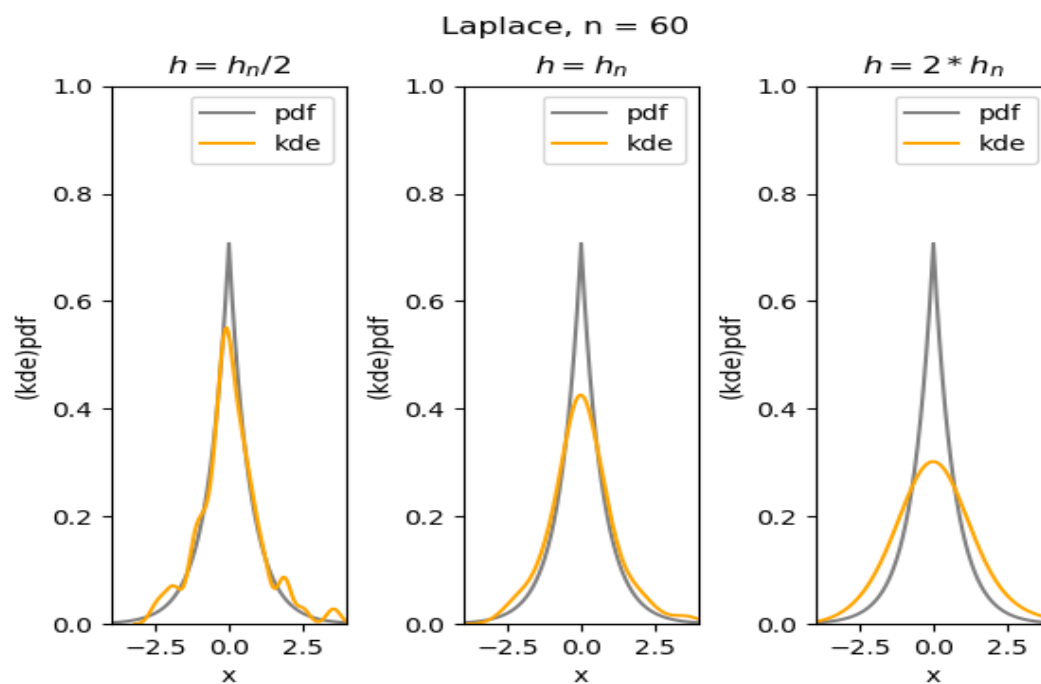 Laplace, n = 60
h = hₙ/2
1.0
0.8
0.6
0.4
0.2
0.0
(kde)pdf
−2.5 0.0 2.5
x
pdf
kde
h = hₙ
1.0
0.8
0.6
0.4
0.2
0.0
(kde)pdf
−2.5 0.0 2.5
x
pdf
kde
h = 2 * hₙ
1.0
0.8
0.6
0.4
0.2
0.0
(kde)pdf
−2.5 0.0 2.5
x
pdf
kde